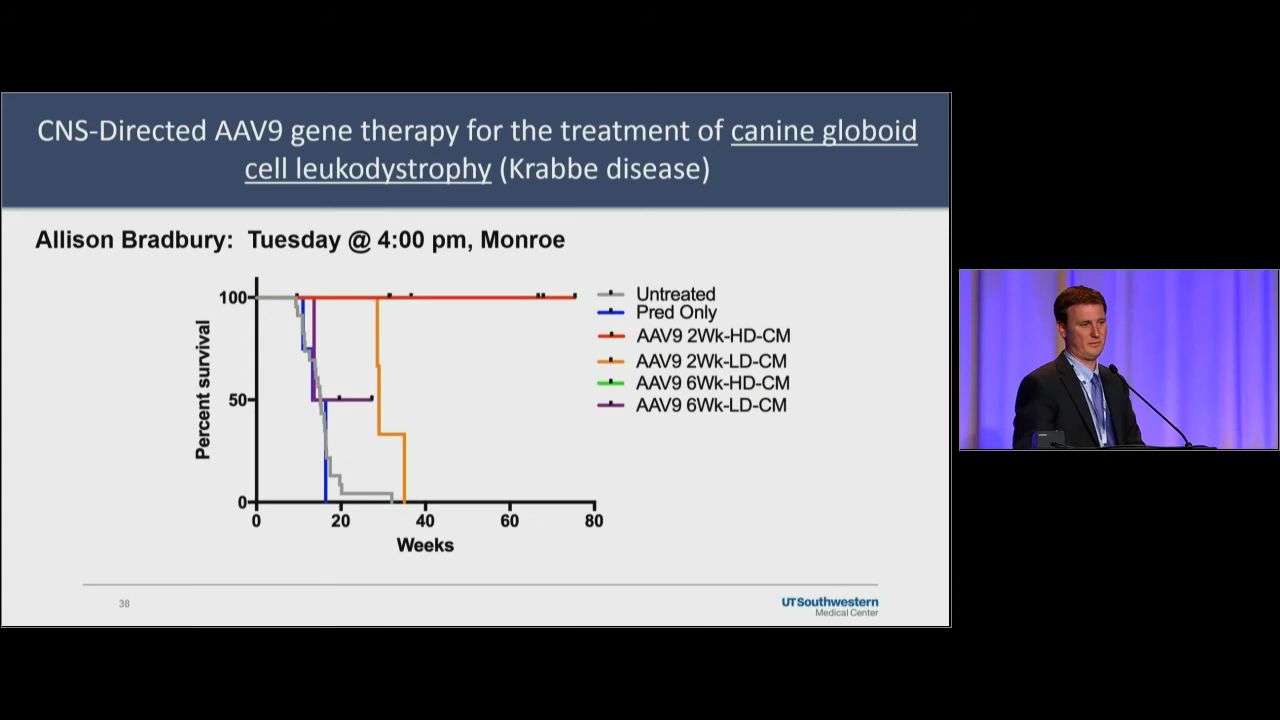 CNS-Directed AAV9 gene therapy for the treatment of canine globoid
cell leukodystrophy (Krabbe disease)
Allison Bradbury: Tuesday @ 4:00 pm, Monroe
Percent survival
100
50
0
0 20 40 60 80
Weeks
Untreated
Pred Only
AAV9 2Wk-HD-CM
AAV9 2Wk-LD-CM
AAV9 6Wk-HD-CM
AAV9 6Wk-LD-CM
38
UTSouthwestern
Medical Center